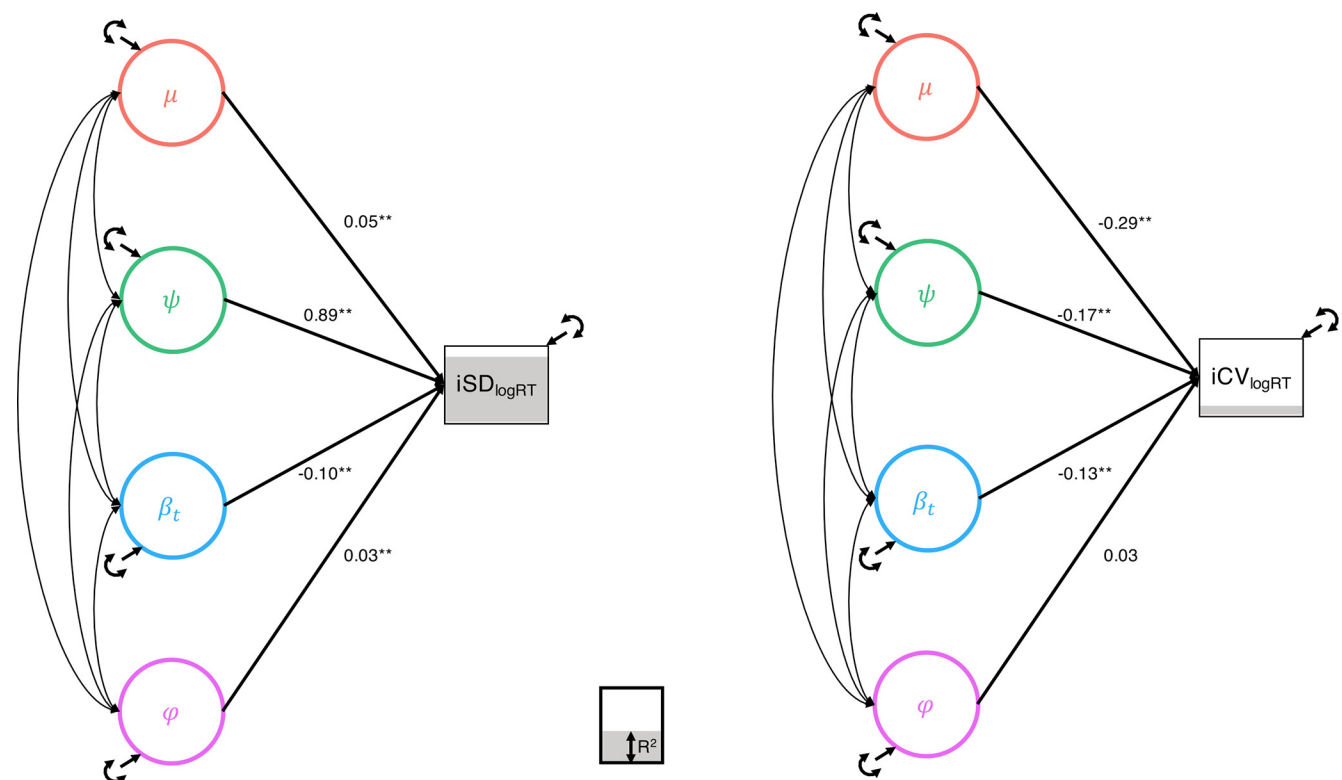 μ
0.05**
ψ
0.89**
iSDlogRT
βt
-0.10**
0.03**
φ
R²
μ
-0.29**
ψ
-0.17**
iCVlogRT
βt
-0.13**
0.03
φ